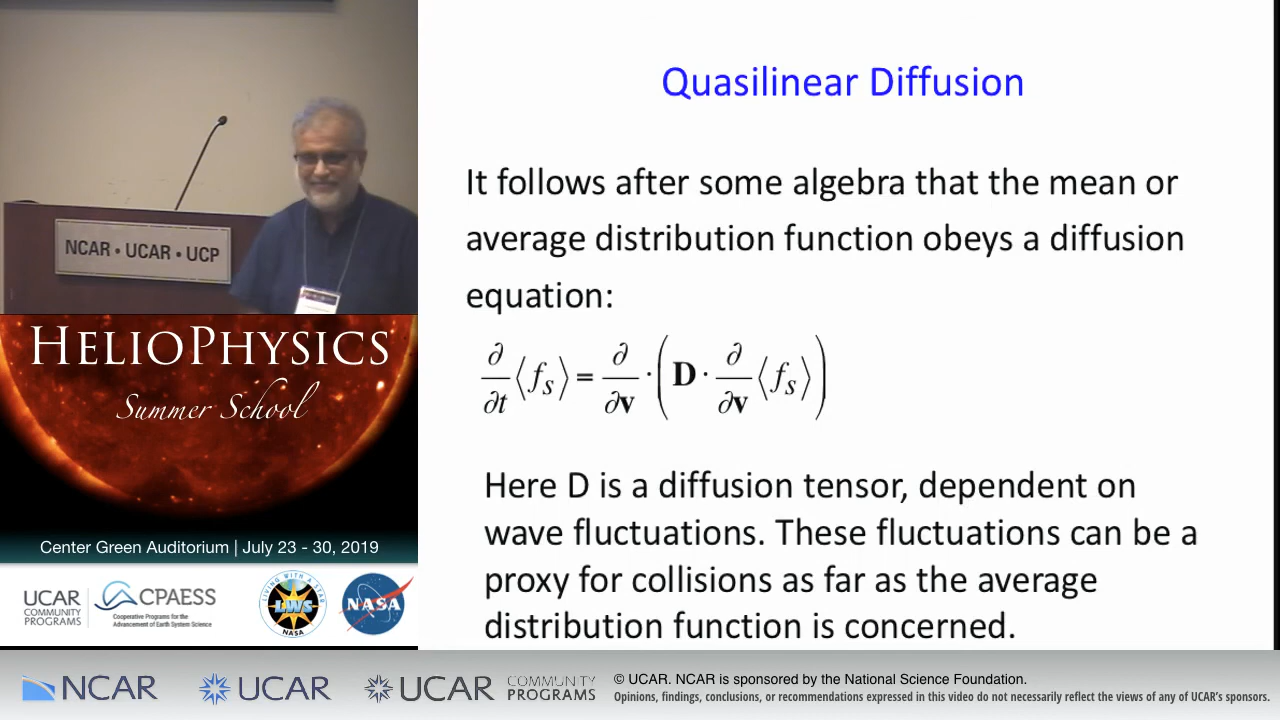 NCAR • UCAR • UCP
HELIOPHYSICS
Summer School
Center Green Auditorium | July 23 - 30, 2019
UCAR
COMMUNITY
PROGRAMS
CPAESS
Cooperative Programs for the
Advancement of Earth System Science
LIVING WITH A STAR
LWS
NASA
NASA
Quasilinear Diffusion
It follows after some algebra that the mean or
average distribution function obeys a diffusion
equation:
∂/∂t ⟨f_s⟩ = ∂/∂v · (D · ∂/∂v ⟨f_s⟩)
Here D is a diffusion tensor, dependent on
wave fluctuations. These fluctuations can be a
proxy for collisions as far as the average
distribution function is concerned.
NCAR
UCAR
UCAR
COMMUNITY
PROGRAMS
© UCAR. NCAR is sponsored by the National Science Foundation.
Opinions, findings, conclusions, or recommendations expressed in this video do not necessarily reflect the views of any of UCAR's sponsors.